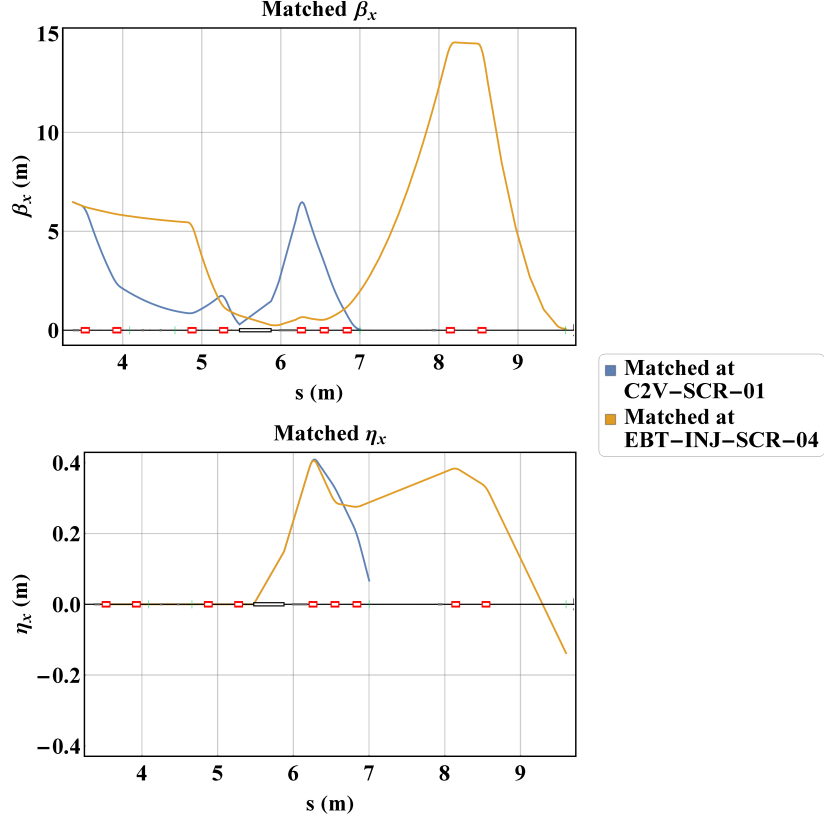 Matched βx
15
10
5
0
βx (m)
4 5 6 7 8 9
s (m)
Matched at
C2V−SCR−01
Matched at
EBT−INJ−SCR−04
Matched ηx
0.4
0.2
0.0
−0.2
−0.4
ηx (m)
4 5 6 7 8 9
s (m)